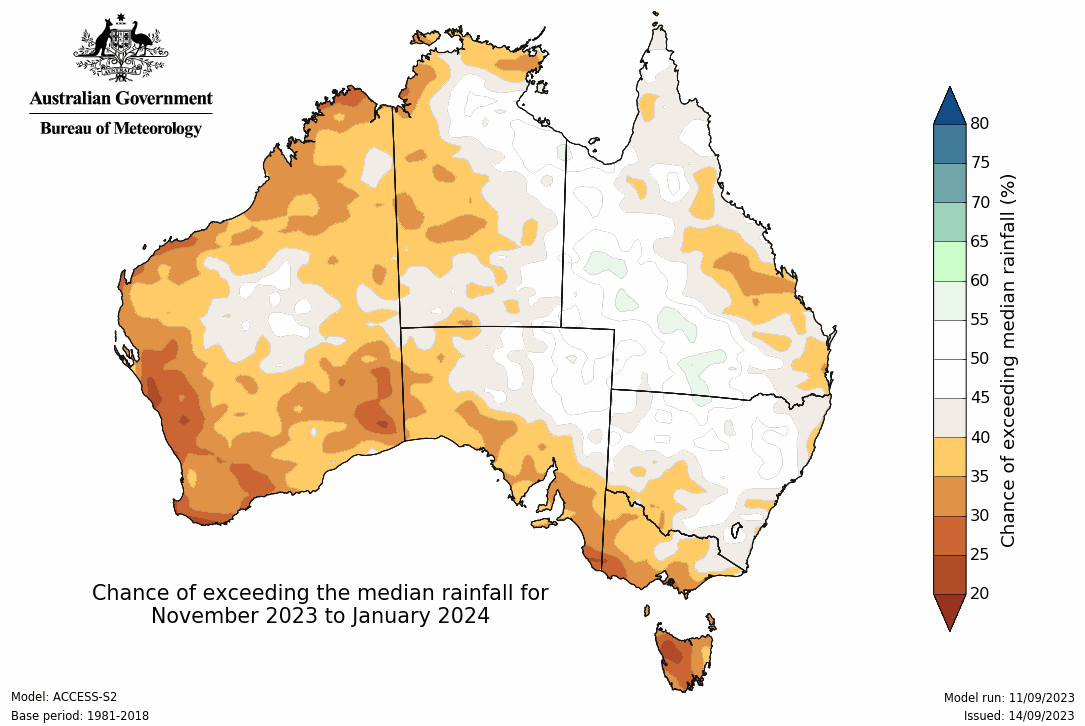 AUSTRALIA
Australian Government
Bureau of Meteorology
80
75
70
65
60
55
50
45
40
35
30
25
20
Chance of exceeding median rainfall (%)
Chance of exceeding the median rainfall for
November 2023 to January 2024
Model: ACCESS-S2
Base period: 1981-2018
Model run: 11/09/2023
Issued: 14/09/2023